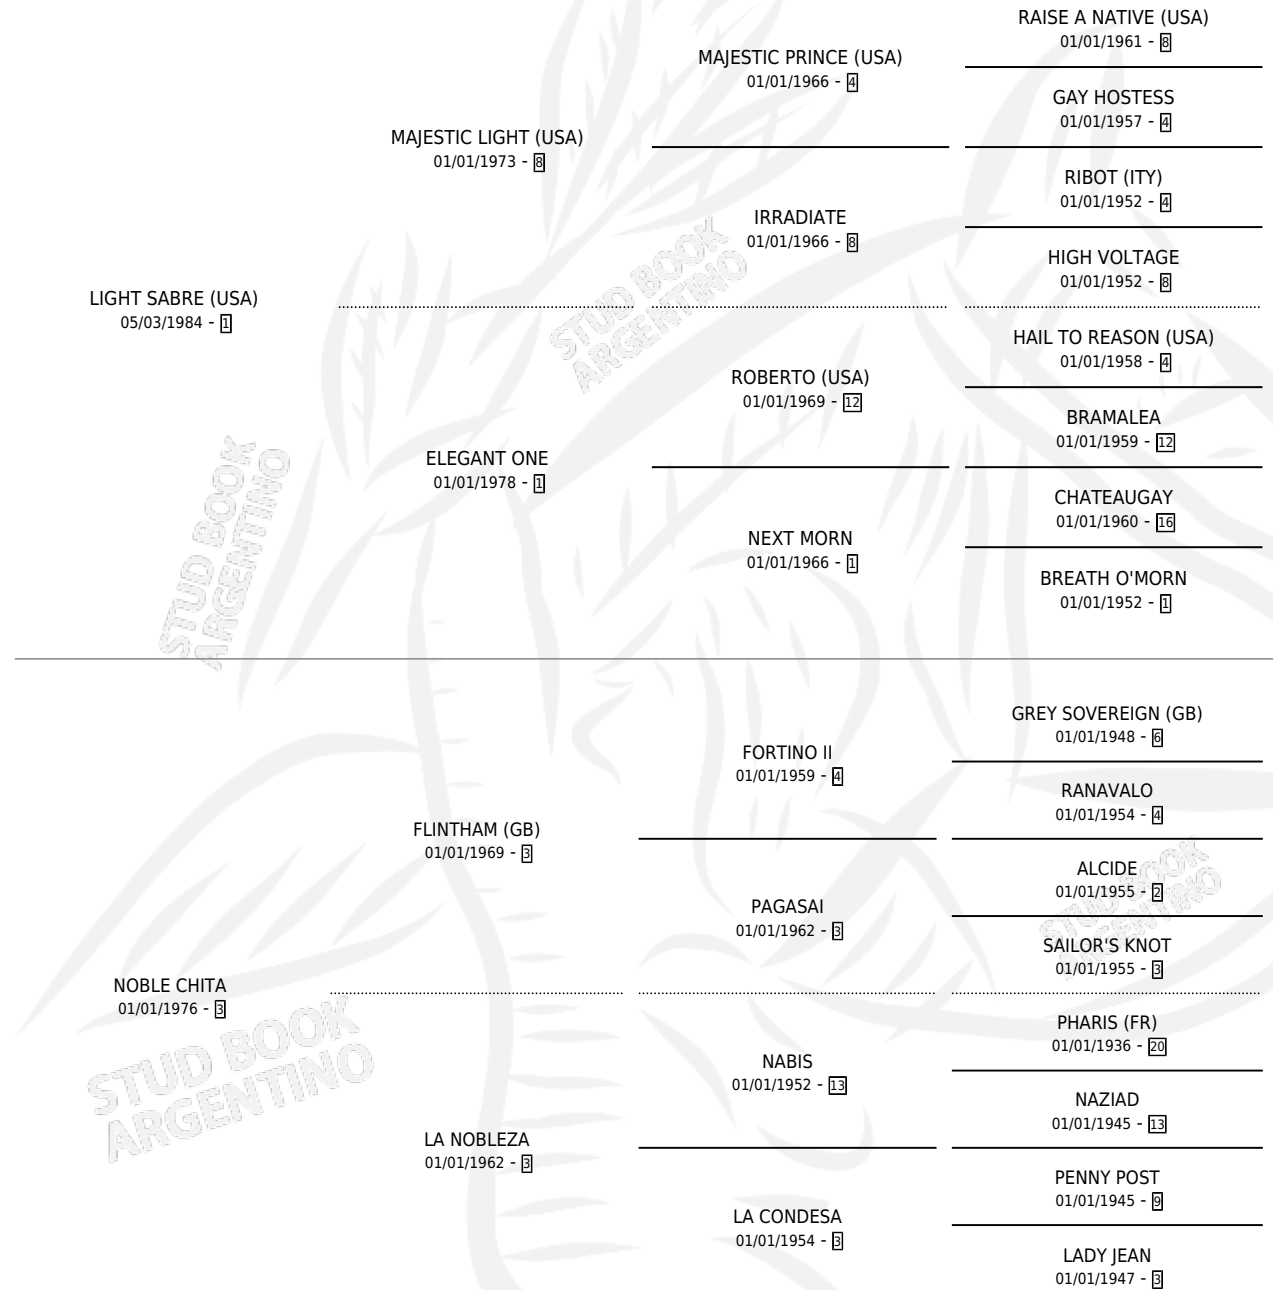 RAISE A NATIVE (USA)
01/01/1961 - 8
MAJESTIC PRINCE (USA)
01/01/1966 - 4
GAY HOSTESS
01/01/1957 - 4
MAJESTIC LIGHT (USA)
01/01/1973 - 8
RIBOT (ITY)
01/01/1952 - 4
IRRADIATE
01/01/1966 - 8
HIGH VOLTAGE
01/01/1952 - 8
LIGHT SABRE (USA)
05/03/1984 - 1
HAIL TO REASON (USA)
01/01/1958 - 4
ROBERTO (USA)
01/01/1969 - 12
BRAMALEA
01/01/1959 - 12
ELEGANT ONE
01/01/1978 - 1
CHATEAUGAY
01/01/1960 - 16
NEXT MORN
01/01/1966 - 1
BREATH O'MORN
01/01/1952 - 1
GREY SOVEREIGN (GB)
01/01/1948 - 6
FORTINO II
01/01/1959 - 4
RANAVALO
01/01/1954 - 4
FLINTHAM (GB)
01/01/1969 - 3
ALCIDE
01/01/1955 - 2
PAGASAI
01/01/1962 - 3
SAILOR'S KNOT
01/01/1955 - 3
NOBLE CHITA
01/01/1976 - 3
PHARIS (FR)
01/01/1936 - 20
NABIS
01/01/1952 - 13
NAZIAD
01/01/1945 - 13
LA NOBLEZA
01/01/1962 - 3
PENNY POST
01/01/1945 - 9
LA CONDESA
01/01/1954 - 3
LADY JEAN
01/01/1947 - 3
STUD BOOK
ARGENTINO
STUD BOOK
ARGENTINO
STUD BOOK
ARGENTINO
STUD BOOK
ARGENTINO